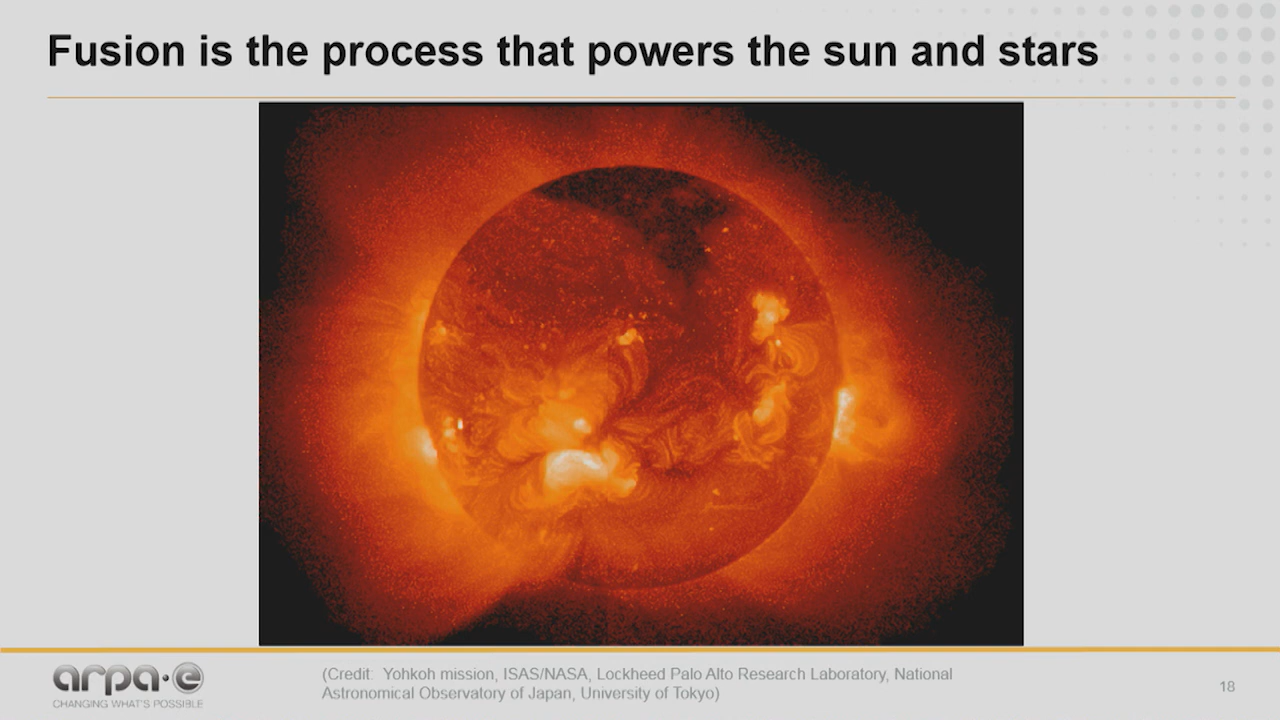 Fusion is the process that powers the sun and stars
arpa·e
CHANGING WHAT'S POSSIBLE
(Credit: Yohkoh mission, ISAS/NASA, Lockheed Palo Alto Research Laboratory, National
Astronomical Observatory of Japan, University of Tokyo)
18